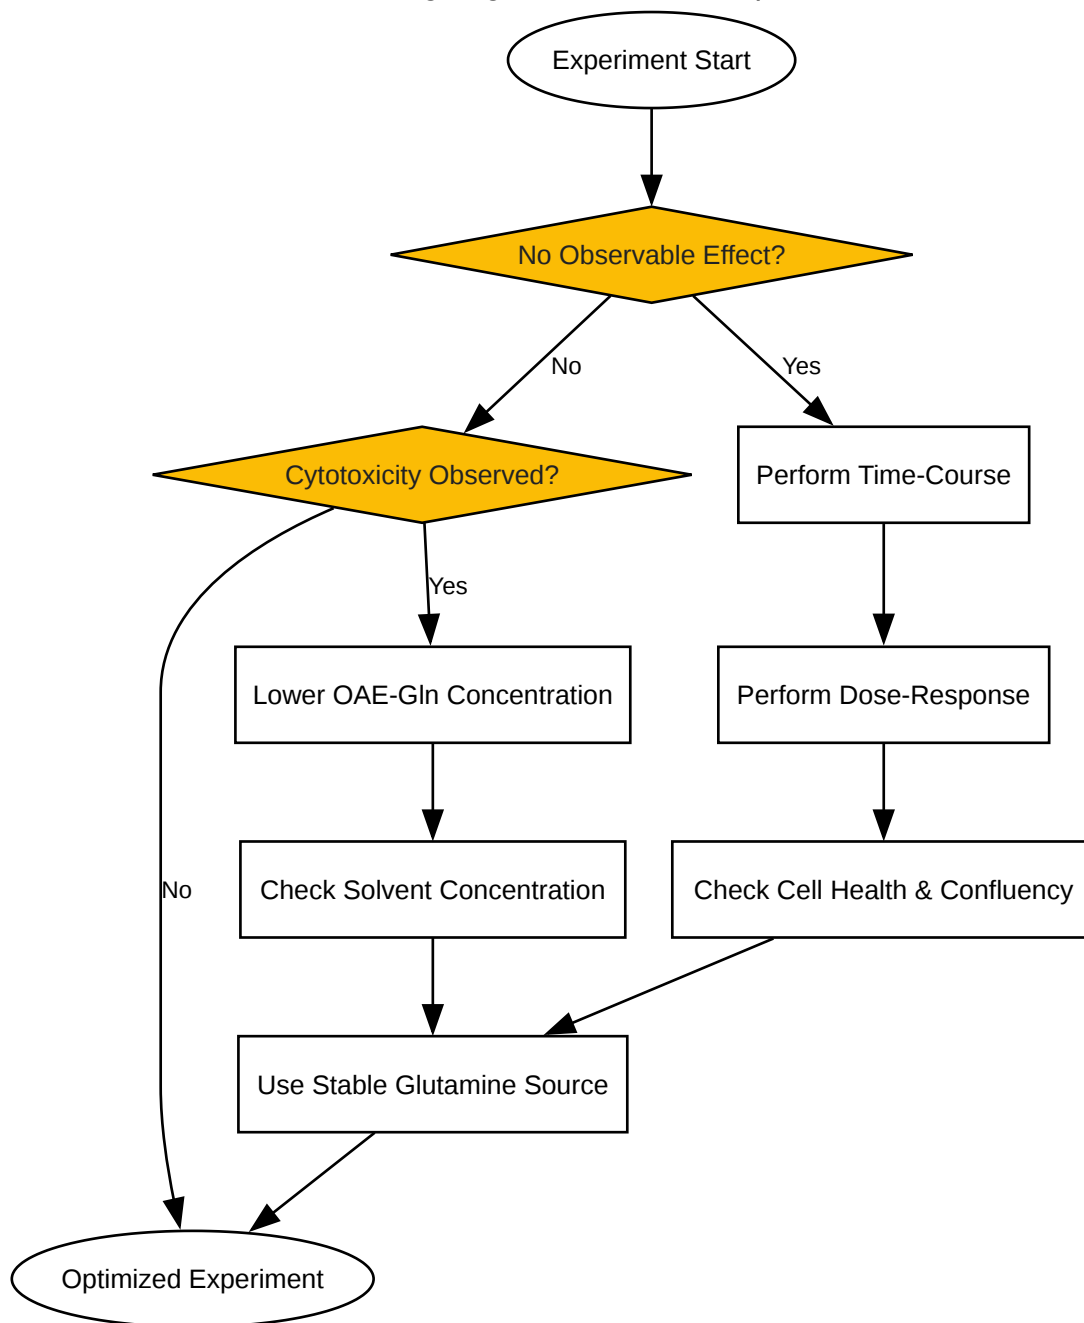 Experiment Start
No Observable Effect?
No
Yes
Cytotoxicity Observed?
Perform Time-Course
Yes
Lower OAE-Gln Concentration
Perform Dose-Response
No
Check Solvent Concentration
Check Cell Health & Confluency
Use Stable Glutamine Source
Optimized Experiment